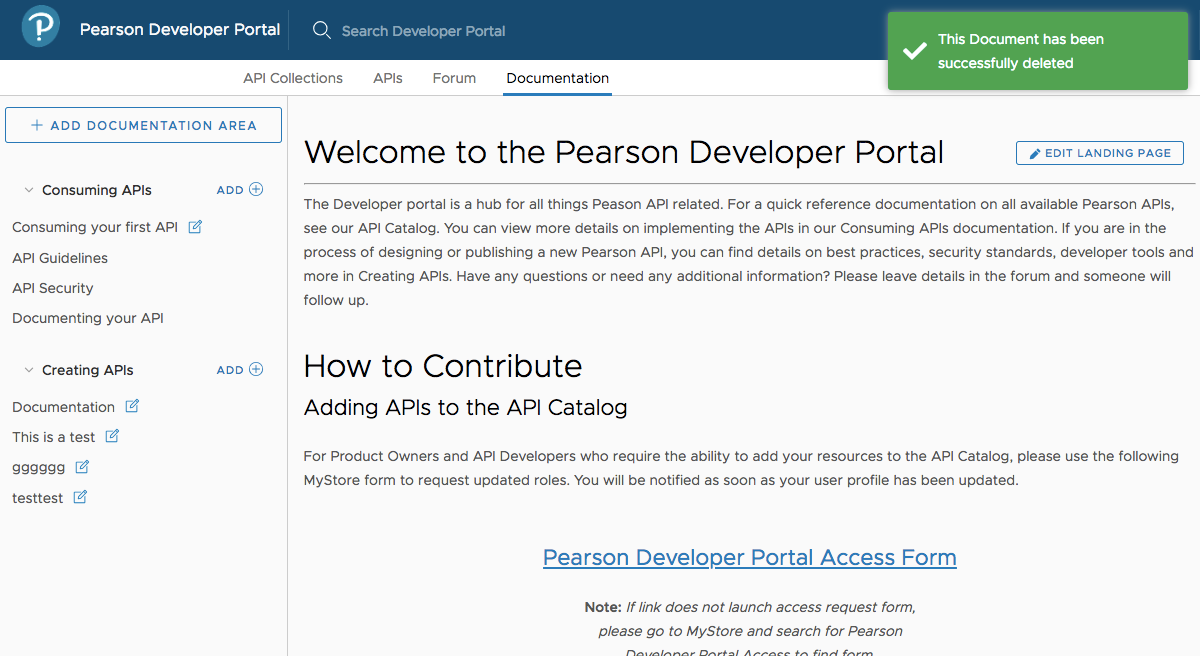 Pearson Developer Portal
Search Developer Portal
This Document has been
successfully deleted
API Collections
APIs
Forum
Documentation
+ ADD DOCUMENTATION AREA
Consuming APIs
ADD
Consuming your first API
API Guidelines
API Security
Documenting your API
Creating APIs
ADD
Documentation
This is a test
gggggg
testtest
Welcome to the Pearson Developer Portal
EDIT LANDING PAGE
The Developer portal is a hub for all things Peason API related. For a quick reference documentation on all available Pearson APIs,
see our API Catalog. You can view more details on implementing the APIs in our Consuming APIs documentation. If you are in the
process of designing or publishing a new Pearson API, you can find details on best practices, security standards, developer tools and
more in Creating APIs. Have any questions or need any additional information? Please leave details in the forum and someone will
follow up.
How to Contribute
Adding APIs to the API Catalog
For Product Owners and API Developers who require the ability to add your resources to the API Catalog, please use the following
MyStore form to request updated roles. You will be notified as soon as your user profile has been updated.
Pearson Developer Portal Access Form
Note: If link does not launch access request form,
please go to MyStore and search for Pearson
Developer Portal Access to find form